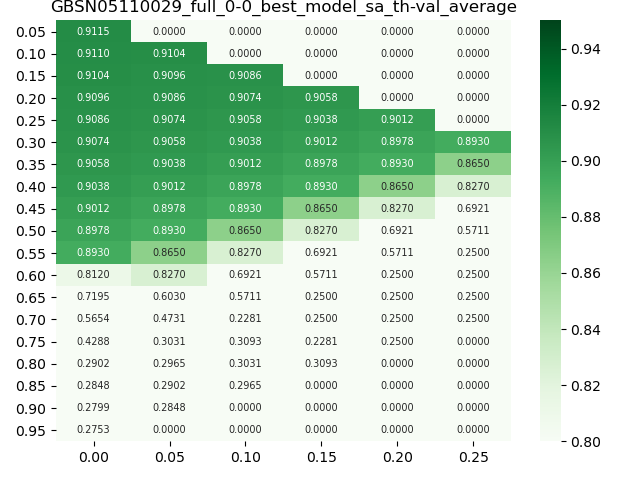 GBSN05110029_full_0-0_best_model_sa_th-val_average
0.05 0.9115 0.0000 0.0000 0.0000 0.0000 0.0000
0.10 0.9110 0.9104 0.0000 0.0000 0.0000 0.0000
0.15 0.9104 0.9096 0.9086 0.0000 0.0000 0.0000
0.20 0.9096 0.9086 0.9074 0.9058 0.0000 0.0000
0.25 0.9086 0.9074 0.9058 0.9038 0.9012 0.0000
0.30 0.9074 0.9058 0.9038 0.9012 0.8978 0.8930
0.35 0.9058 0.9038 0.9012 0.8978 0.8930 0.8650
0.40 0.9038 0.9012 0.8978 0.8930 0.8650 0.8270
0.45 0.9012 0.8978 0.8930 0.8650 0.8270 0.6921
0.50 0.8978 0.8930 0.8650 0.8270 0.6921 0.5711
0.55 0.8930 0.8650 0.8270 0.6921 0.5711 0.2500
0.60 0.8120 0.8270 0.6921 0.5711 0.2500 0.2500
0.65 0.7195 0.6030 0.5711 0.2500 0.2500 0.2500
0.70 0.5654 0.4731 0.2281 0.2500 0.2500 0.0000
0.75 0.4288 0.3031 0.3093 0.2281 0.2500 0.0000
0.80 0.2902 0.2965 0.3031 0.3093 0.0000 0.0000
0.85 0.2848 0.2902 0.2965 0.0000 0.0000 0.0000
0.90 0.2799 0.2848 0.0000 0.0000 0.0000 0.0000
0.95 0.2753 0.0000 0.0000 0.0000 0.0000 0.0000
0.00 0.05 0.10 0.15 0.20 0.25
0.94
0.92
0.90
0.88
0.86
0.84
0.82
0.80